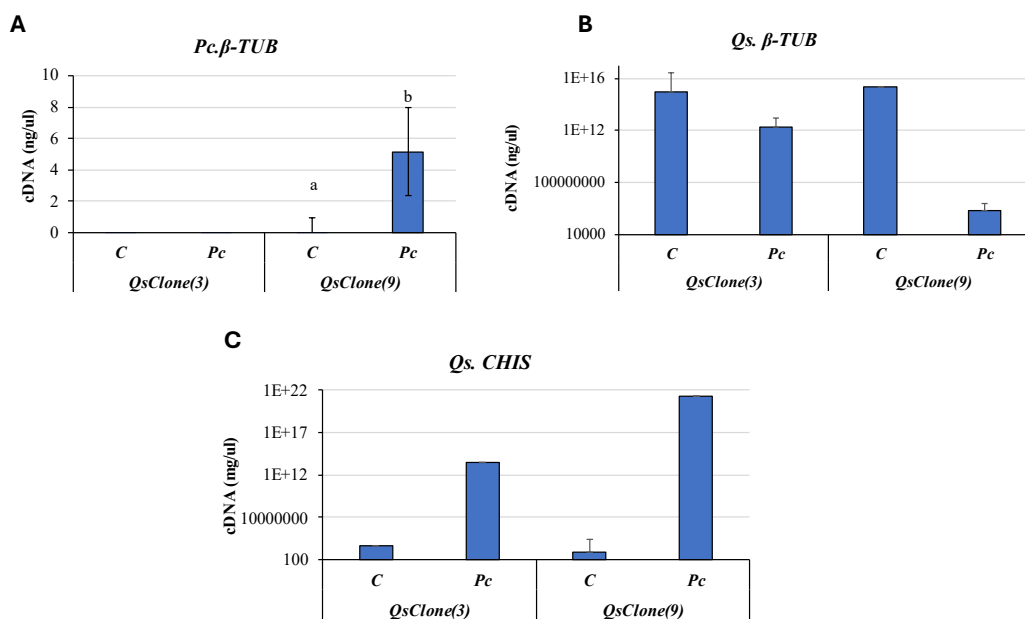 A
Pc.β-TUB
10
8
6
4
2
0
cDNA (ng/ul)
a
b
C Pc C Pc
QsClone(3) QsClone(9)
B
Qs. β-TUB
1E+16
1E+12
100000000
10000
cDNA (ng/ul)
C Pc C Pc
QsClone(3) QsClone(9)
C
Qs. CHIS
1E+22
1E+17
1E+12
10000000
100
cDNA (mg/ul)
C Pc C Pc
QsClone(3) QsClone(9)